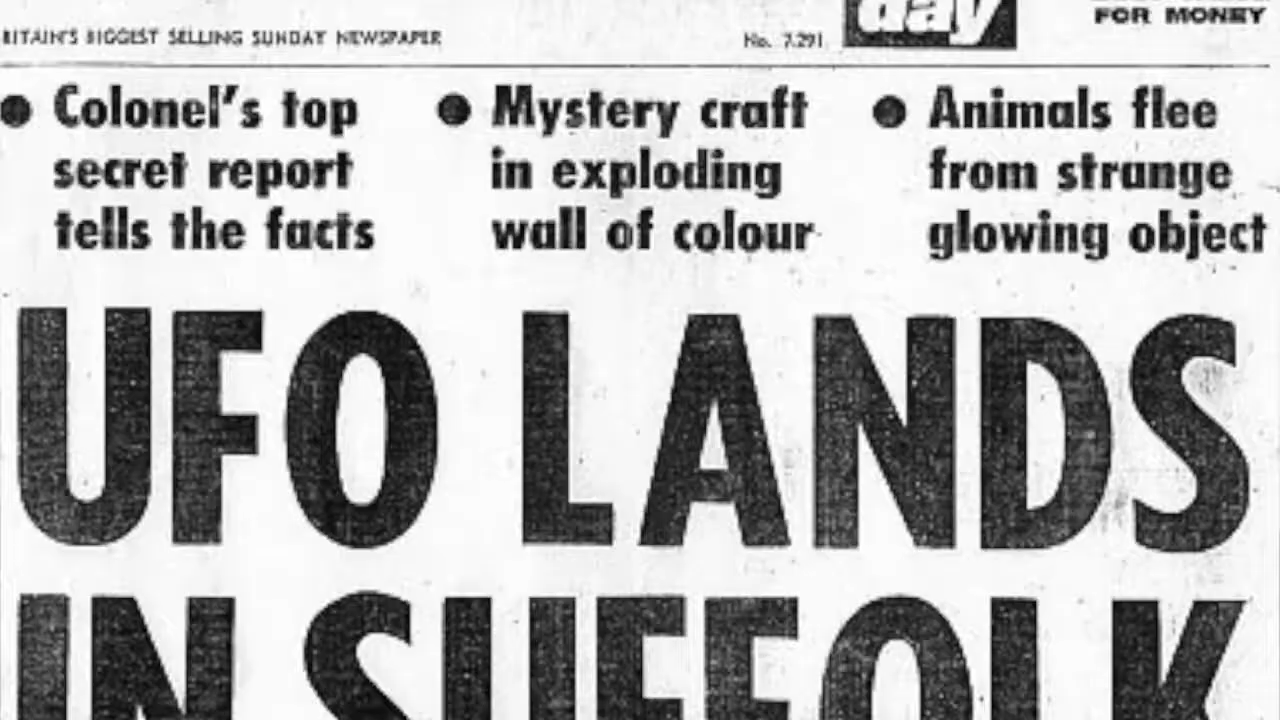 RITAIN'S BIGGEST SELLING SUNDAY NEWSPAPER
No. 7.291
day
FOR MONEY
● Colonel's top
secret report
tells the facts
● Mystery craft
in exploding
wall of colour
● Animals flee
from strange
glowing object
UFO LANDS
IN SUFFOLK